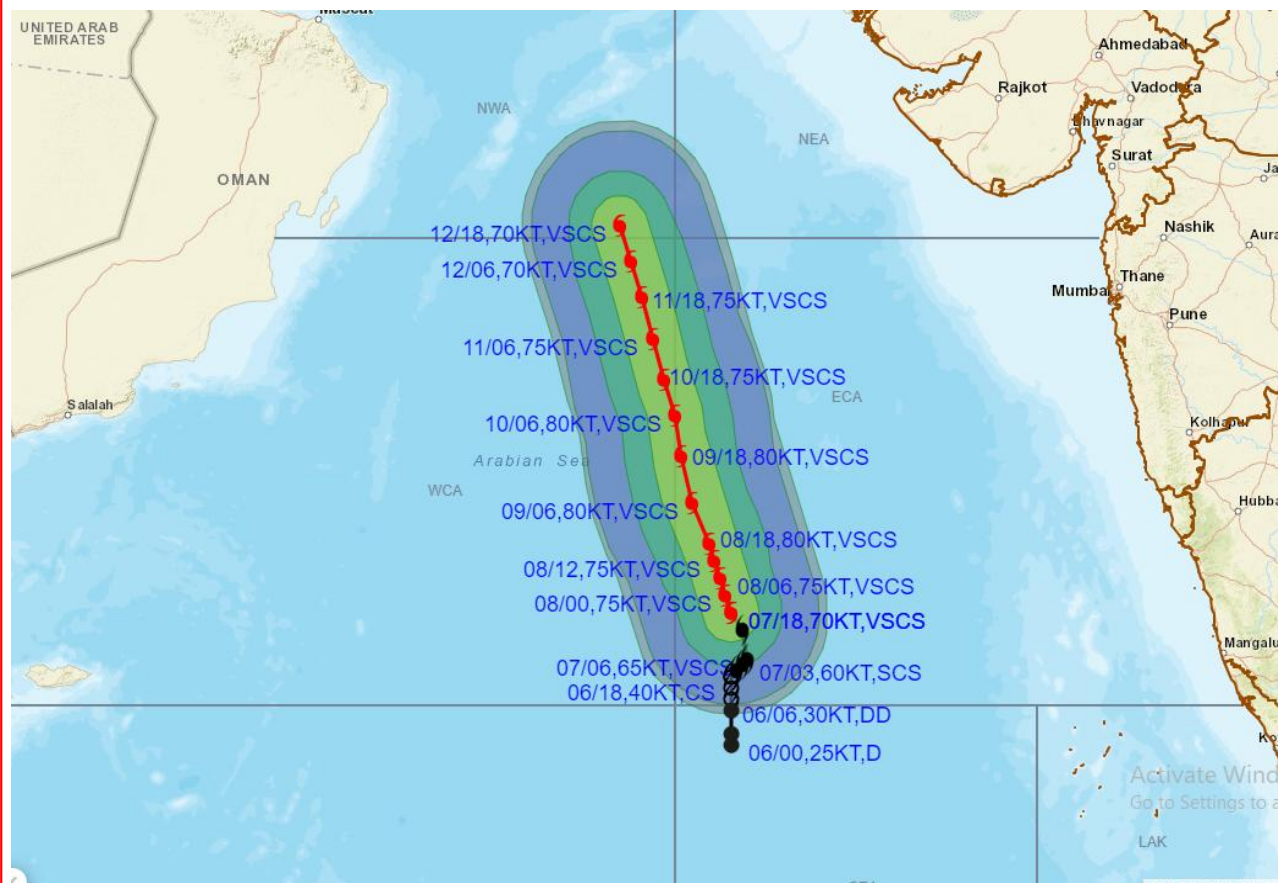 Muscat
UNITED ARAB
EMIRATES
Ahmedabad
Rajkot
Vadodara
NWA
Bhavnagar
NEA
Surat
OMAN
12/18,70KT,VSCS
Nashik
12/06,70KT,VSCS
Thane
Mumbai
11/18,75KT,VSCS
Pune
11/06,75KT,VSCS
10/18,75KT,VSCS
ECA
Salalah
10/06,80KT,VSCS
Kolhapur
Arabian Sea
09/18,80KT,VSCS
WCA
09/06,80KT,VSCS
Hubba
08/18,80KT,VSCS
08/12,75KT,VSCS
08/06,75KT,VSCS
08/00,75KT,VSCS
07/18,70KT,VSCS
Mangalu
07/06,65KT,VSCS
07/03,60KT,SCS
06/18,40KT,CS
06/06,30KT,DD
06/00,25KT,D
Activate Wind
Go to Settings to a
LAK